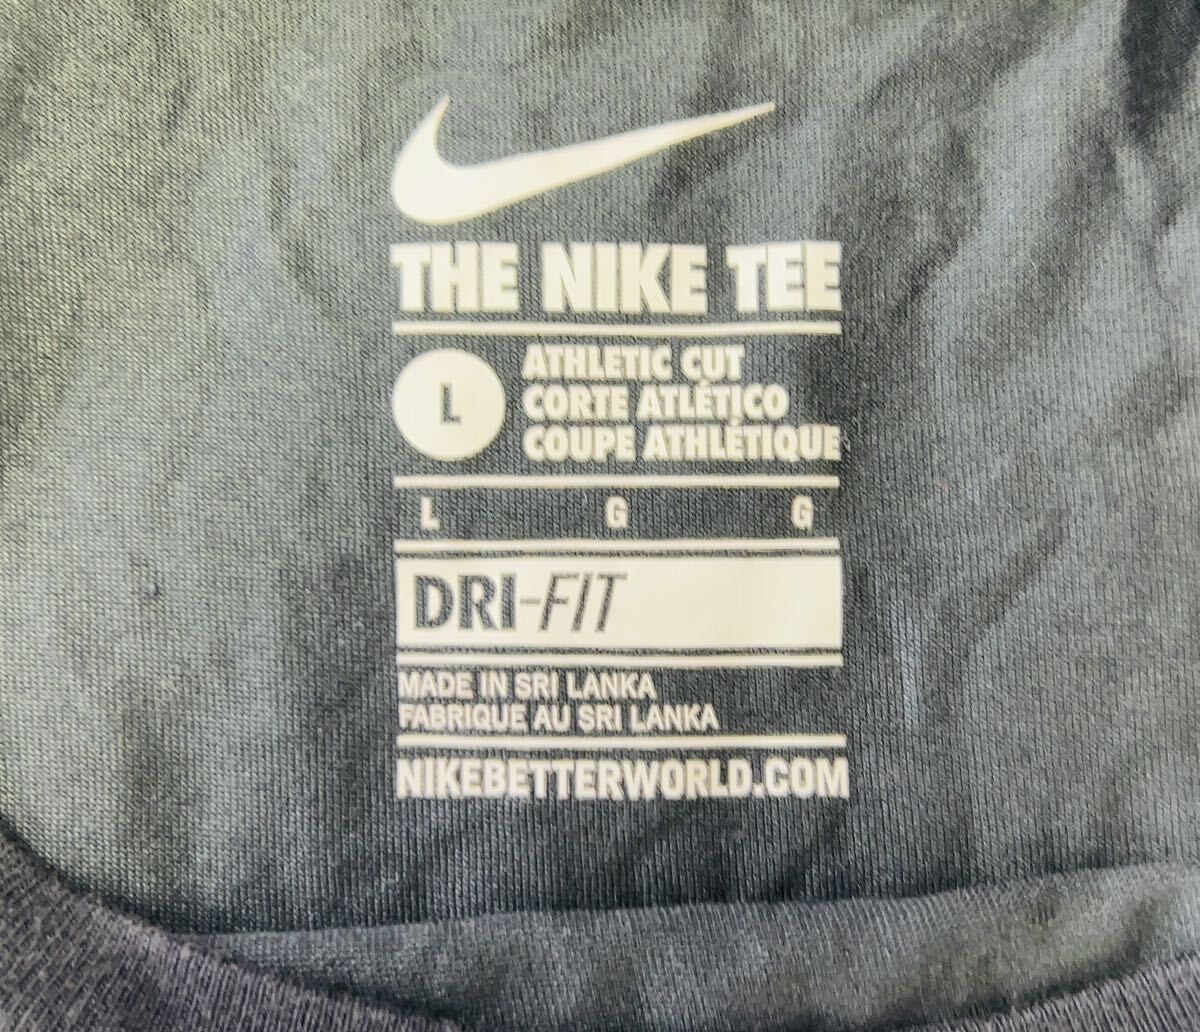 THE NIKE TEE
L
ATHLETIC CUT
CORTE ATLÉTICO
COUPE ATHLÉTIQUE
L G G
DRI-FIT
MADE IN SRI LANKA
FABRIQUE AU SRI LANKA
NIKEBETTERWORLD.COM